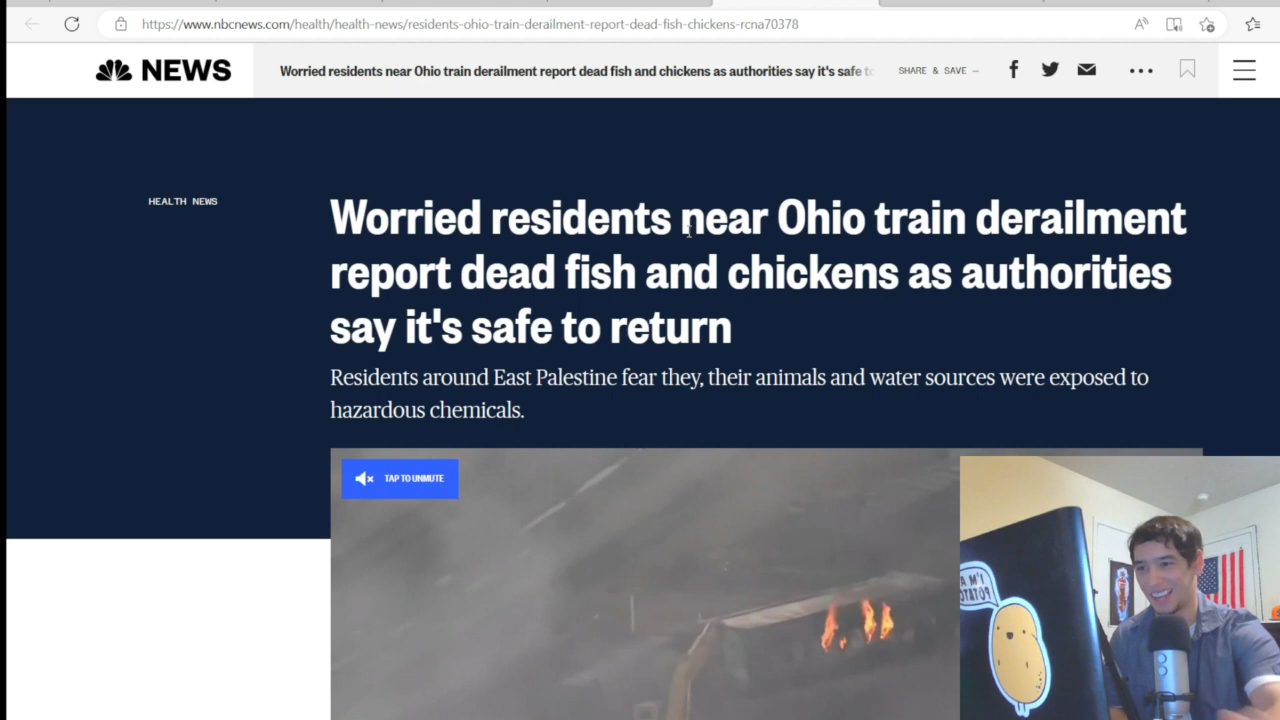 https://www.nbcnews.com/health/health-news/residents-ohio-train-derailment-report-dead-fish-chickens-rcna70378
NEWS
Worried residents near Ohio train derailment report dead fish and chickens as authorities say it's safe to
SHARE & SAVE —
HEALTH NEWS
Worried residents near Ohio train derailment
report dead fish and chickens as authorities
say it's safe to return
Residents around East Palestine fear they, their animals and water sources were exposed to
hazardous chemicals.
TAP TO UNMUTE
I'M A
POTATO